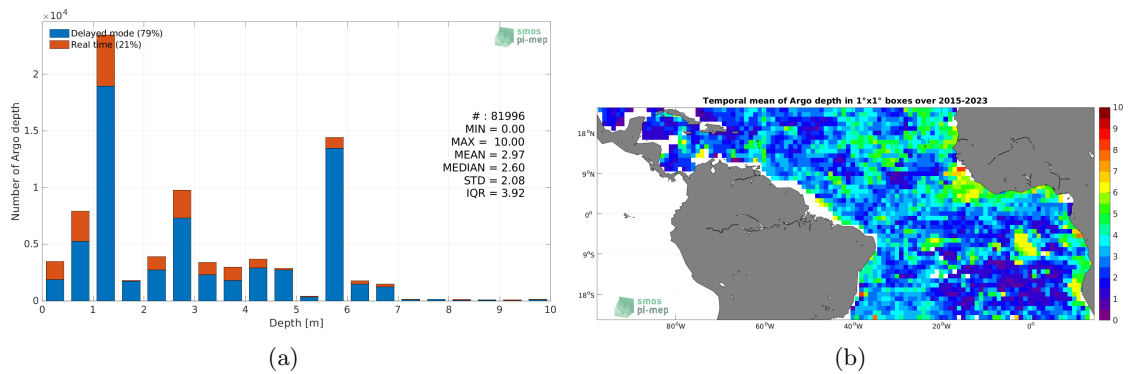 ×10⁴
Delayed mode (79%)
Real time (21%)
smos
pi-mep
2
1.5
1
0.5
0
Number of Argo depth
# : 81996
MIN = 0.00
MAX = 10.00
MEAN = 2.97
MEDIAN = 2.60
STD = 2.08
IQR = 3.92
0 1 2 3 4 5 6 7 8 9 10
Depth [m]
(a)
Temporal mean of Argo depth in 1°x1° boxes over 2015-2023
18°N
9°N
0°
9°S
18°S
smos
pi-mep
80°W 60°W 40°W 20°W 0°
10
9
8
7
6
5
4
3
2
1
0
(b)